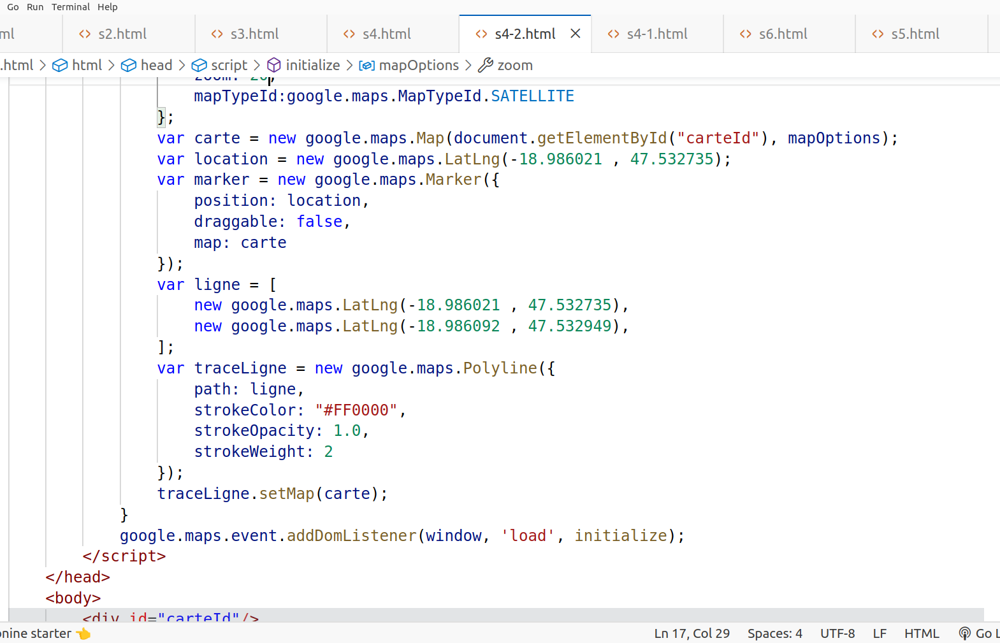 Go Run Terminal Help
ml s2.html s3.html s4.html s4-2.html s4-1.html s6.html s5.html
.html > html > head > script > initialize > mapOptions > zoom
zoom: 20,
mapTypeId:google.maps.MapTypeId.SATELLITE
};
var carte = new google.maps.Map(document.getElementById("carteId"), mapOptions);
var location = new google.maps.LatLng(-18.986021 , 47.532735);
var marker = new google.maps.Marker({
position: location,
draggable: false,
map: carte
});
var ligne = [
new google.maps.LatLng(-18.986021 , 47.532735),
new google.maps.LatLng(-18.986092 , 47.532949),
];
var traceLigne = new google.maps.Polyline({
path: ligne,
strokeColor: "#FF0000",
strokeOpacity: 1.0,
strokeWeight: 2
});
traceLigne.setMap(carte);
}
google.maps.event.addDomListener(window, 'load', initialize);
</script>
</head>
<body>
<div id="carteId"/>
onine starter 👈 Ln 17, Col 29 Spaces: 4 UTF-8 LF HTML Go L